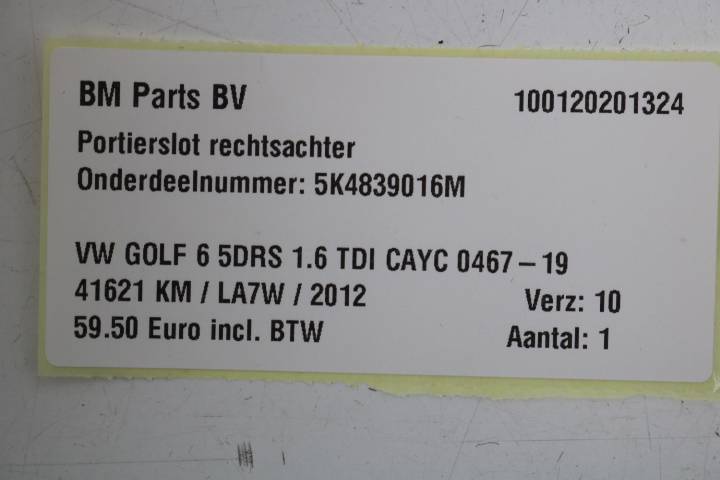 BM Parts BV 100120201324
Portierslot rechtsachter
Onderdeelnummer: 5K4839016M
VW GOLF 6 5DRS 1.6 TDI CAYC 0467-19
41621 KM / LA7W / 2012 Verz: 10
59.50 Euro incl. BTW Aantal: 1